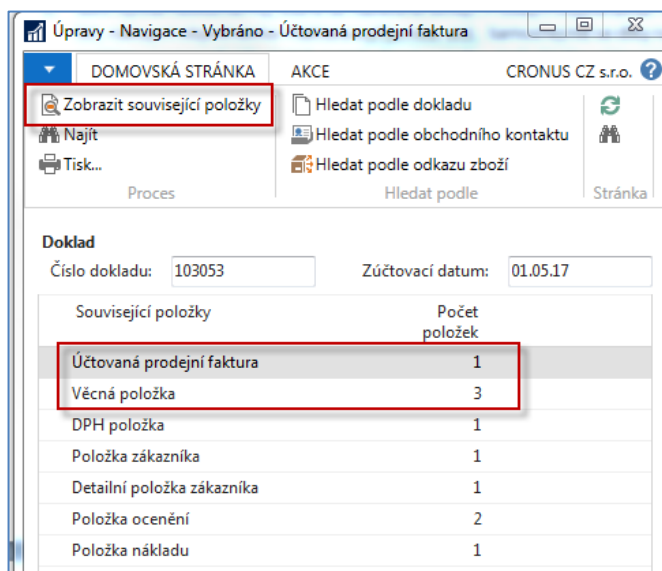 Úpravy - Navigace - Vybráno - Účtovaná prodejní faktura
DOMOVSKÁ STRÁNKA AKCE CRONUS CZ s.r.o. ?
Zobrazit související položky Hledat podle dokladu
Najít Hledat podle obchodního kontaktu
Tisk... Hledat podle odkazu zboží
Proces Hledat podle Stránka
Doklad
Číslo dokladu: 103053 Zúčtovací datum: 01.05.17
Související položky Počet
položek
Účtovaná prodejní faktura 1
Věcná položka 3
DPH položka 1
Položka zákazníka 1
Detailní položka zákazníka 1
Položka ocenění 2
Položka nákladu 1